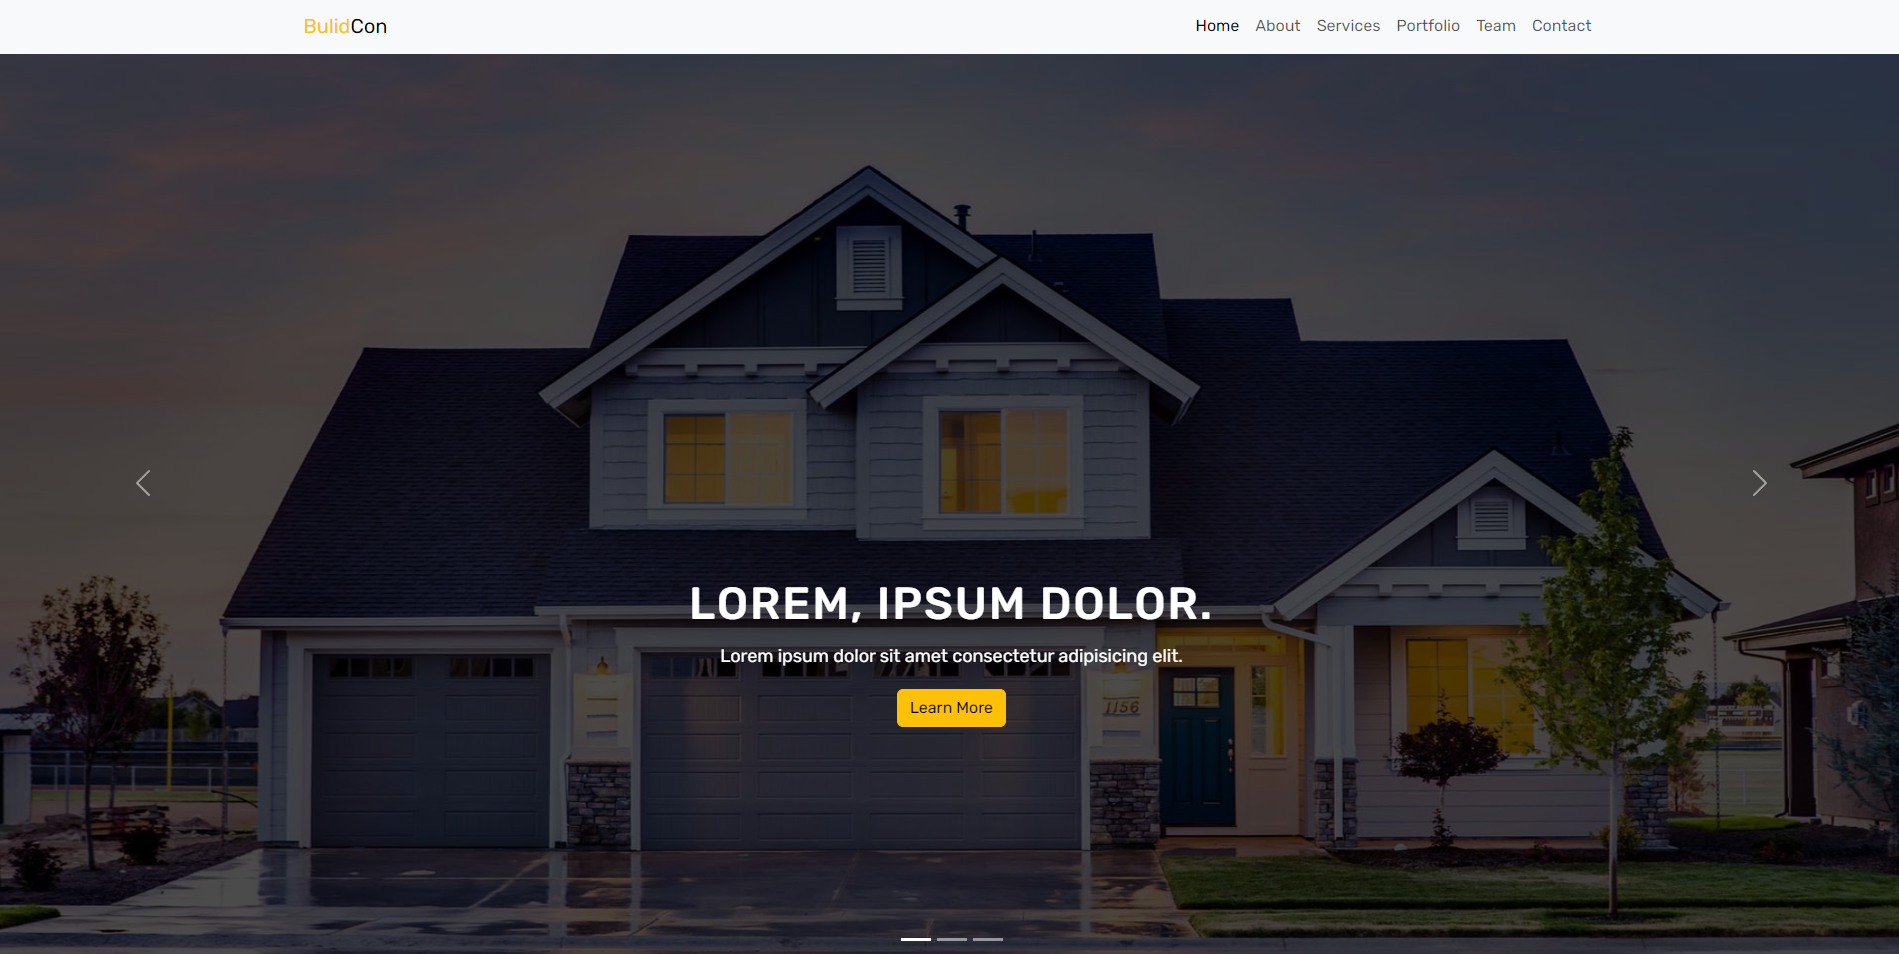 BulidCon
Home About Services Portfolio Team Contact
LOREM, IPSUM DOLOR.
Lorem ipsum dolor sit amet consectetur adipisicing elit.
Learn More
1156